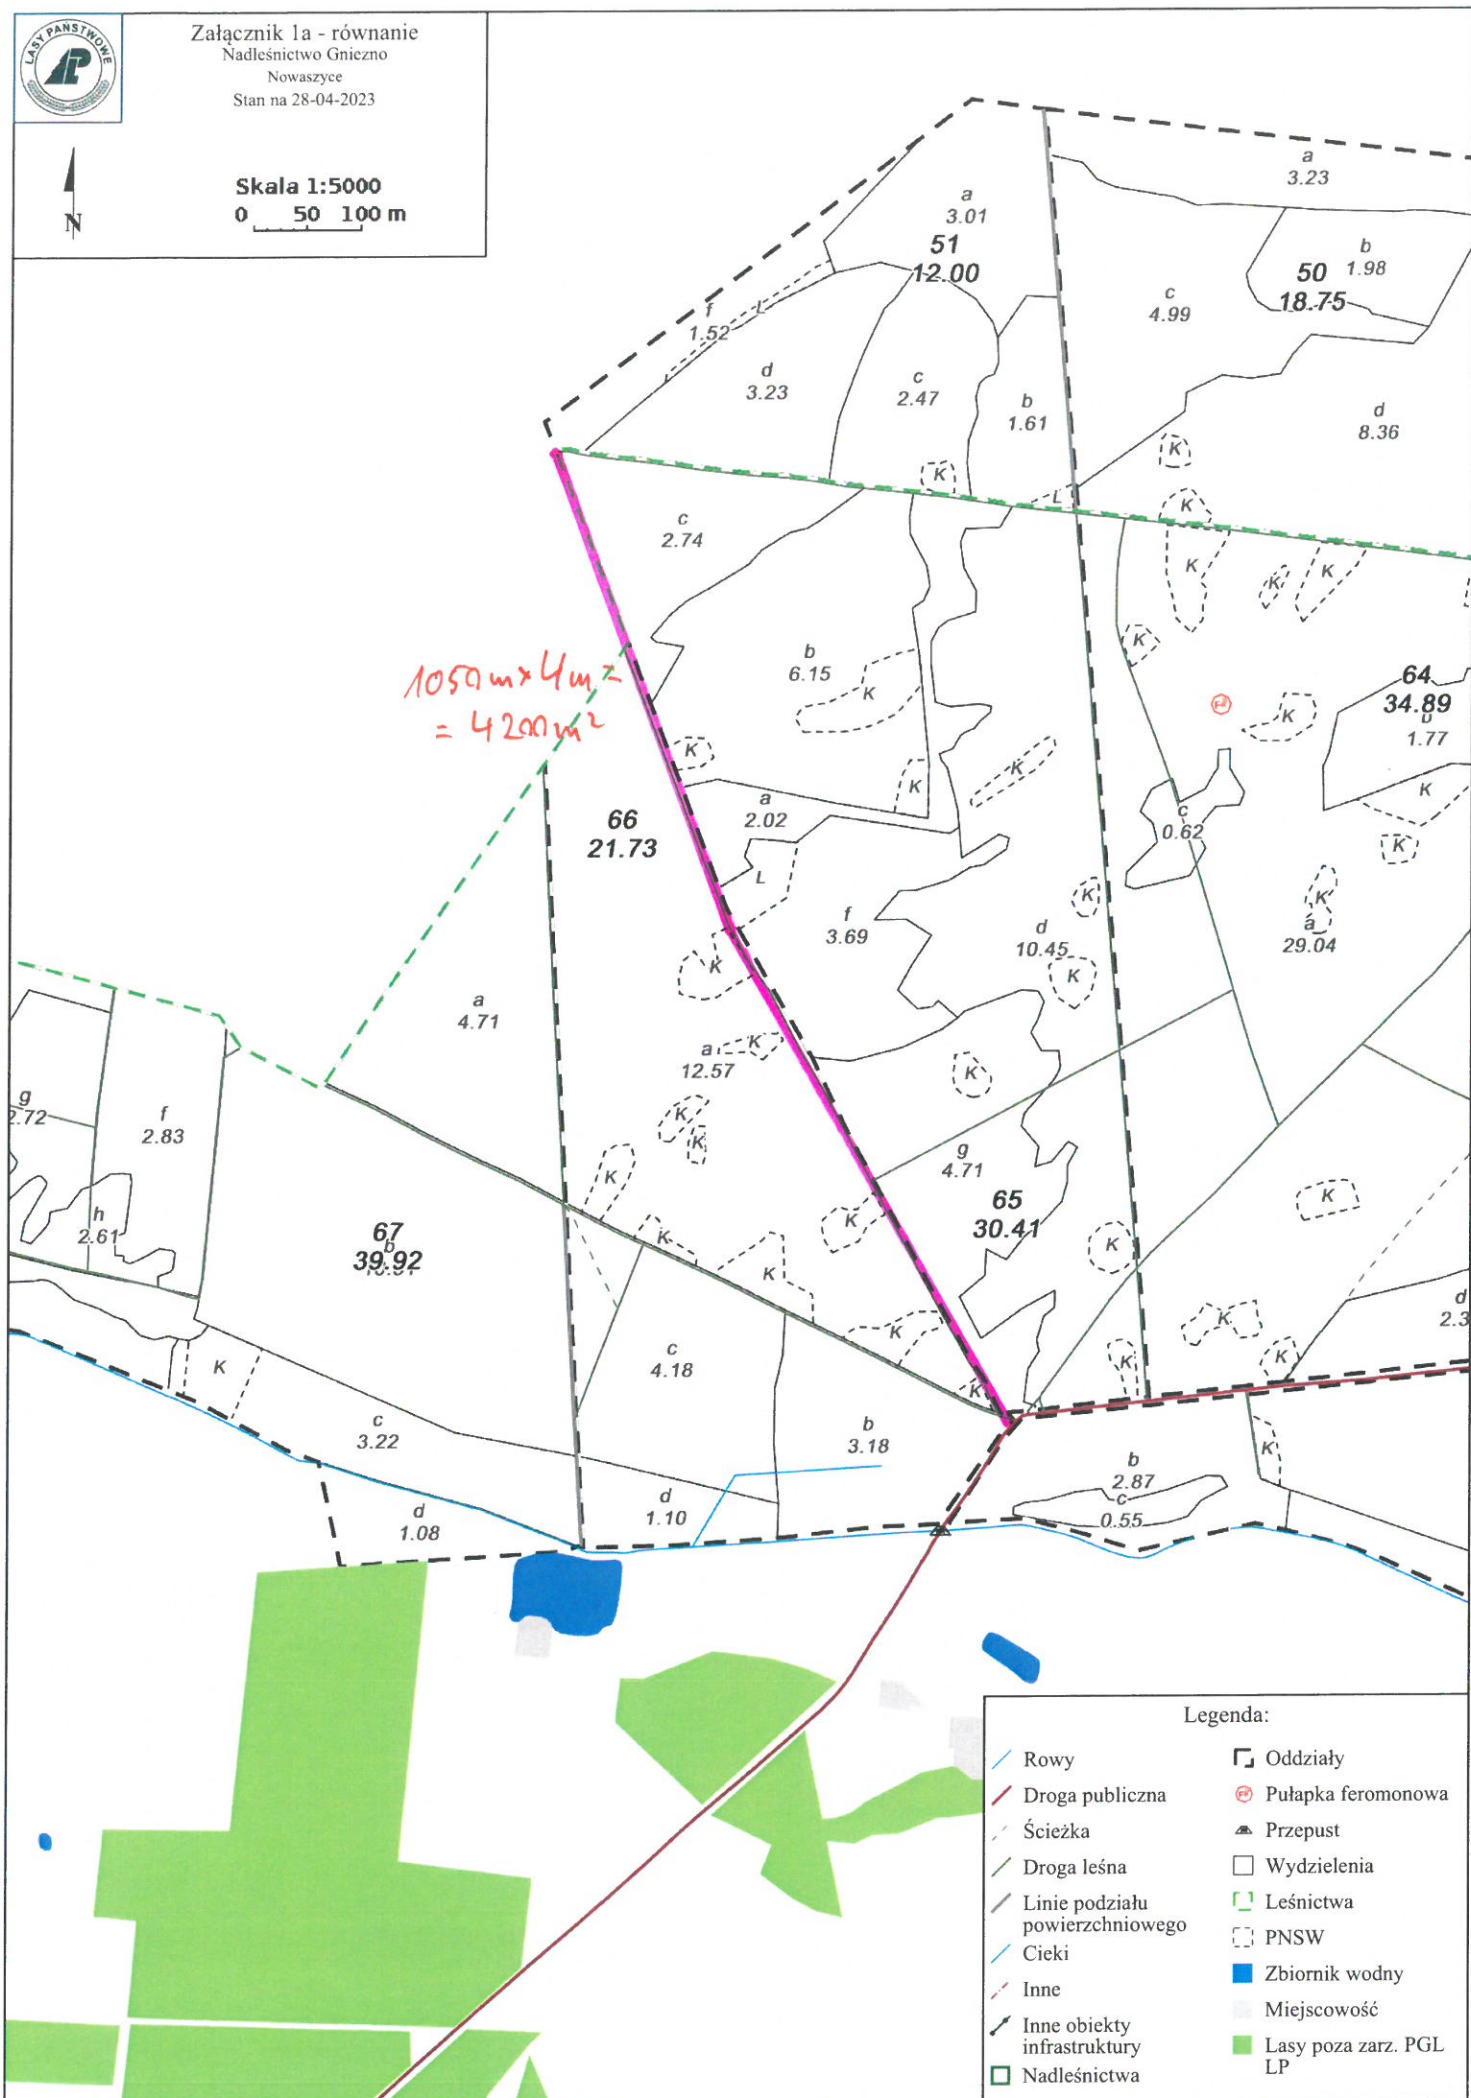 LASY PAŃSTWOWE
Załącznik 1a - równanie
Nadleśnictwo Gniezno
Nowaszyce
Stan na 28-04-2023
N
Skala 1:5000
0 50 100 m
a
3.23
a
3.01
51
12.00
b
1.98
50
18.75
c
4.99
f
1.52
L
d
3.23
c
2.47
b
1.61
d
8.36
K
K
L
K
c
2.74
K
K
K
K
b
6.15
K
64
34.89
1.77
1050m x 4m =
= 4200m²
K
K
K
K
K
K
a
2.02
66
21.73
c
0.62
K
L
K
K
f
3.69
d
10.45
a
29.04
K
K
a
4.71
a
12.57
K
K
g
2.72
f
2.83
K
K
g
4.71
K
K
h
2.61
67
39.92
b
65
30.41
K
K
K
K
d
2.3
K
K
c
4.18
K
K
K
K
c
3.22
b
3.18
K
b
2.87
c
0.55
d
1.08
d
1.10
Legenda:
Rowy
Droga publiczna
Ścieżka
Droga leśna
Linie podziału
powierzchniowego
Cieki
Inne
Inne obiekty
infrastruktury
Nadleśnictwa
Oddziały
Pułapka feromonowa
Przepust
Wydzielenia
Leśnictwa
PNSW
Zbiornik wodny
Miejscowość
Lasy poza zarz. PGL
LP